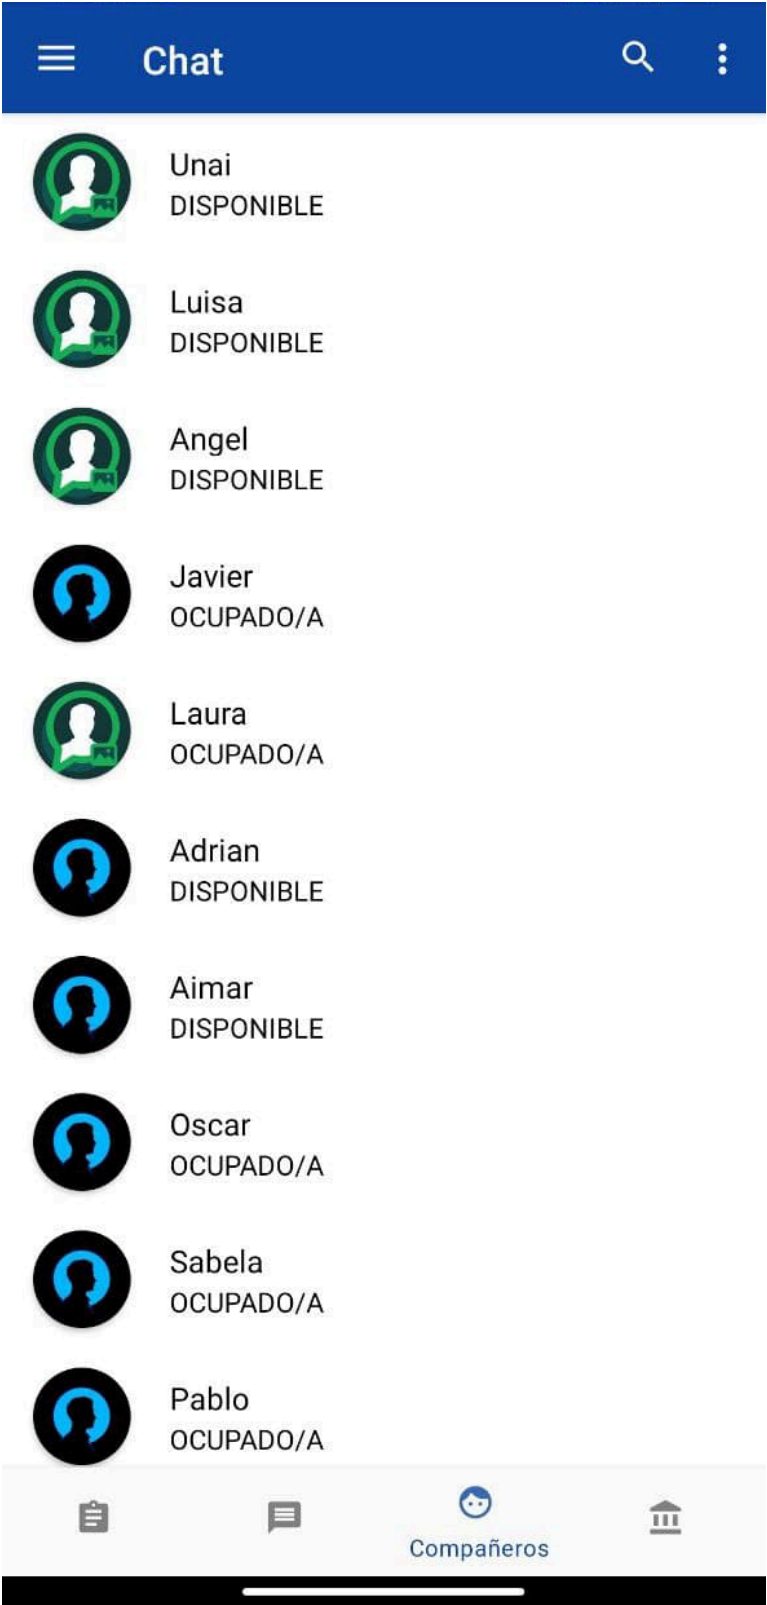 Chat
Unai
DISPONIBLE
Luisa
DISPONIBLE
Angel
DISPONIBLE
Javier
OCUPADO/A
Laura
OCUPADO/A
Adrian
DISPONIBLE
Aimar
DISPONIBLE
Oscar
OCUPADO/A
Sabela
OCUPADO/A
Pablo
OCUPADO/A
Compañeros